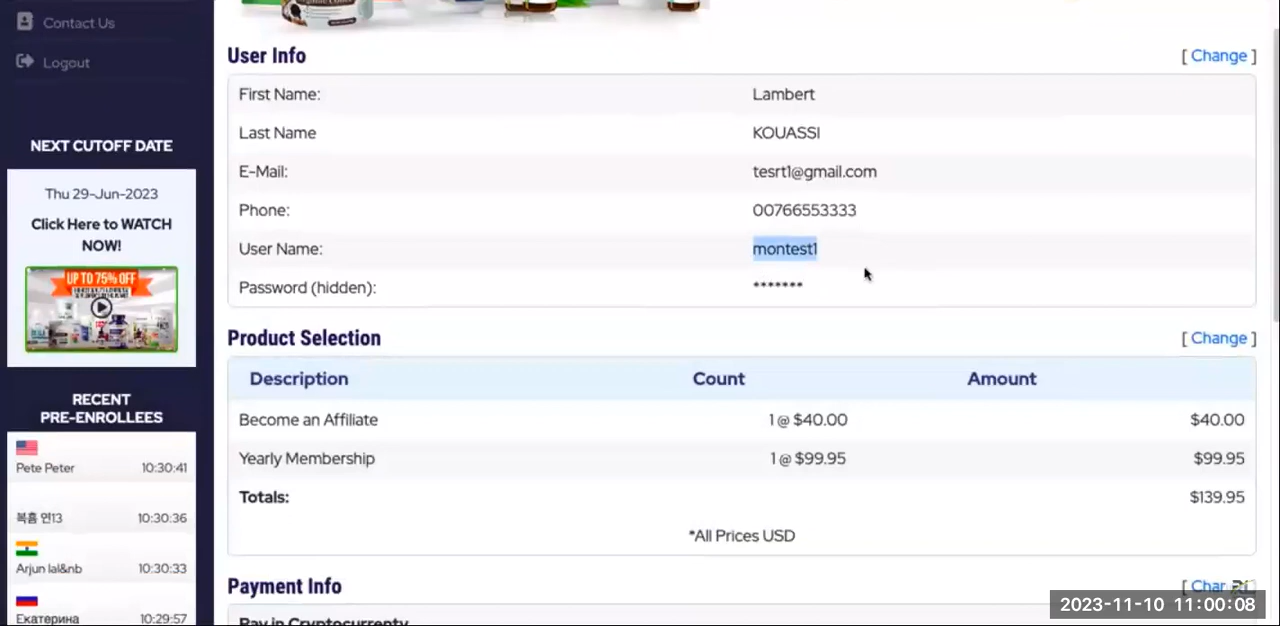 Contact Us
Logout
NEXT CUTOFF DATE
Thu 29-Jun-2023
Click Here to WATCH
NOW!
UP TO 75% OFF
RECENT
PRE-ENROLLEES
Pete Peter 10:30:41
복흠 연13 10:30:36
Arjun lal&nb 10:30:33
Екатерина 10:29:57
User Info [ Change ]
First Name: Lambert
Last Name KOUASSI
E-Mail: tesrt1@gmail.com
Phone: 00766553333
User Name: montest1
Password (hidden): *******
Product Selection [ Change ]
Description Count Amount
Become an Affiliate 1 @ $40.00 $40.00
Yearly Membership 1 @ $99.95 $99.95
Totals: $139.95
*All Prices USD
Payment Info [ Char
Pay in Cryptocurrenty
2023-11-10 11:00:08